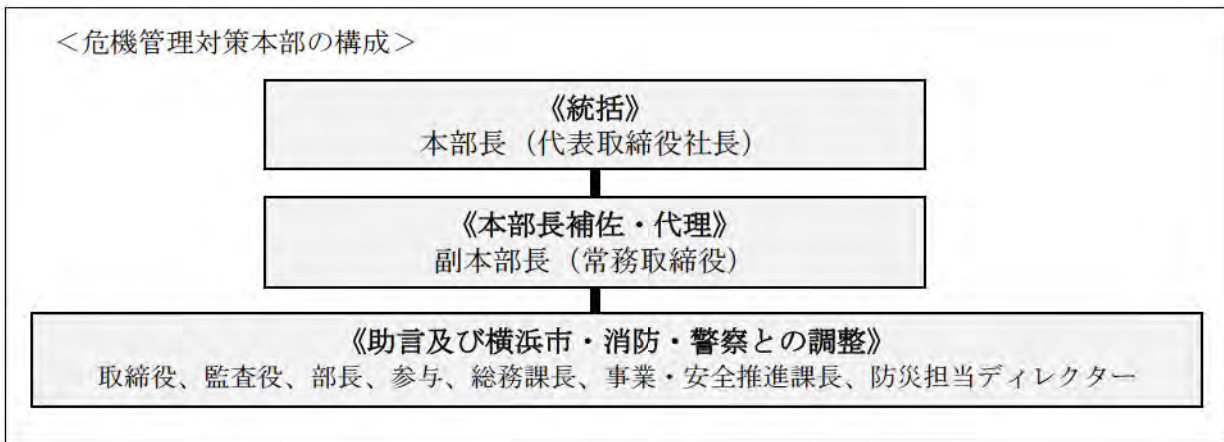 ＜危機管理対策本部の構成＞
《統括》
本部長（代表取締役社長）
《本部長補佐・代理》
副本部長（常務取締役）
《助言及び横浜市・消防・警察との調整》
取締役、監査役、部長、参与、総務課長、事業・安全推進課長、防災担当ディレクター